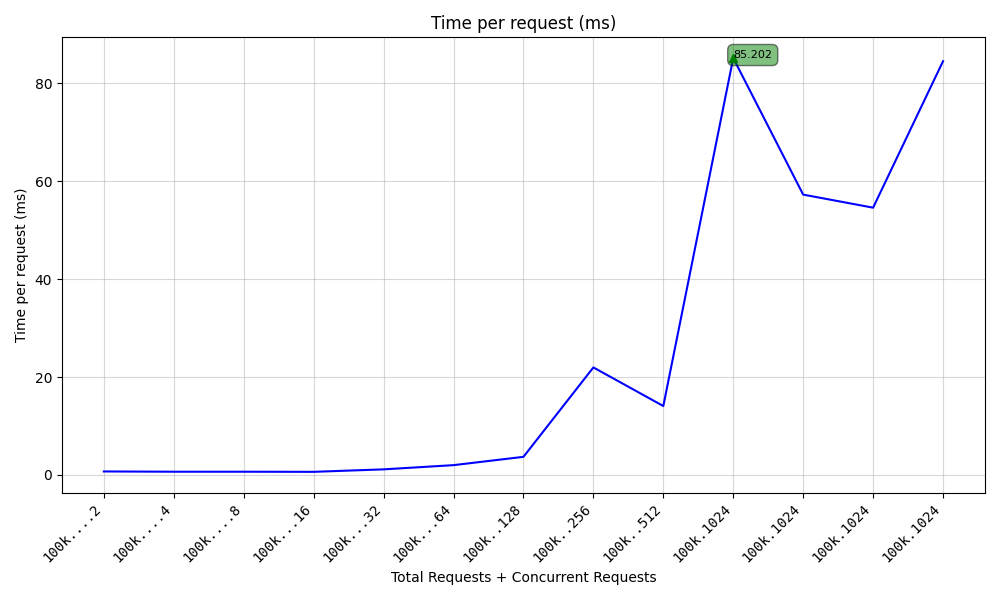 Time per request (ms)
85.202
Time per request (ms)
80
60
40
20
0
100k....2
100k....4
100k....8
100k...16
100k...32
100k...64
100k..128
100k..256
100k..512
100k.1024
100k.1024
100k.1024
100k.1024
Total Requests + Concurrent Requests